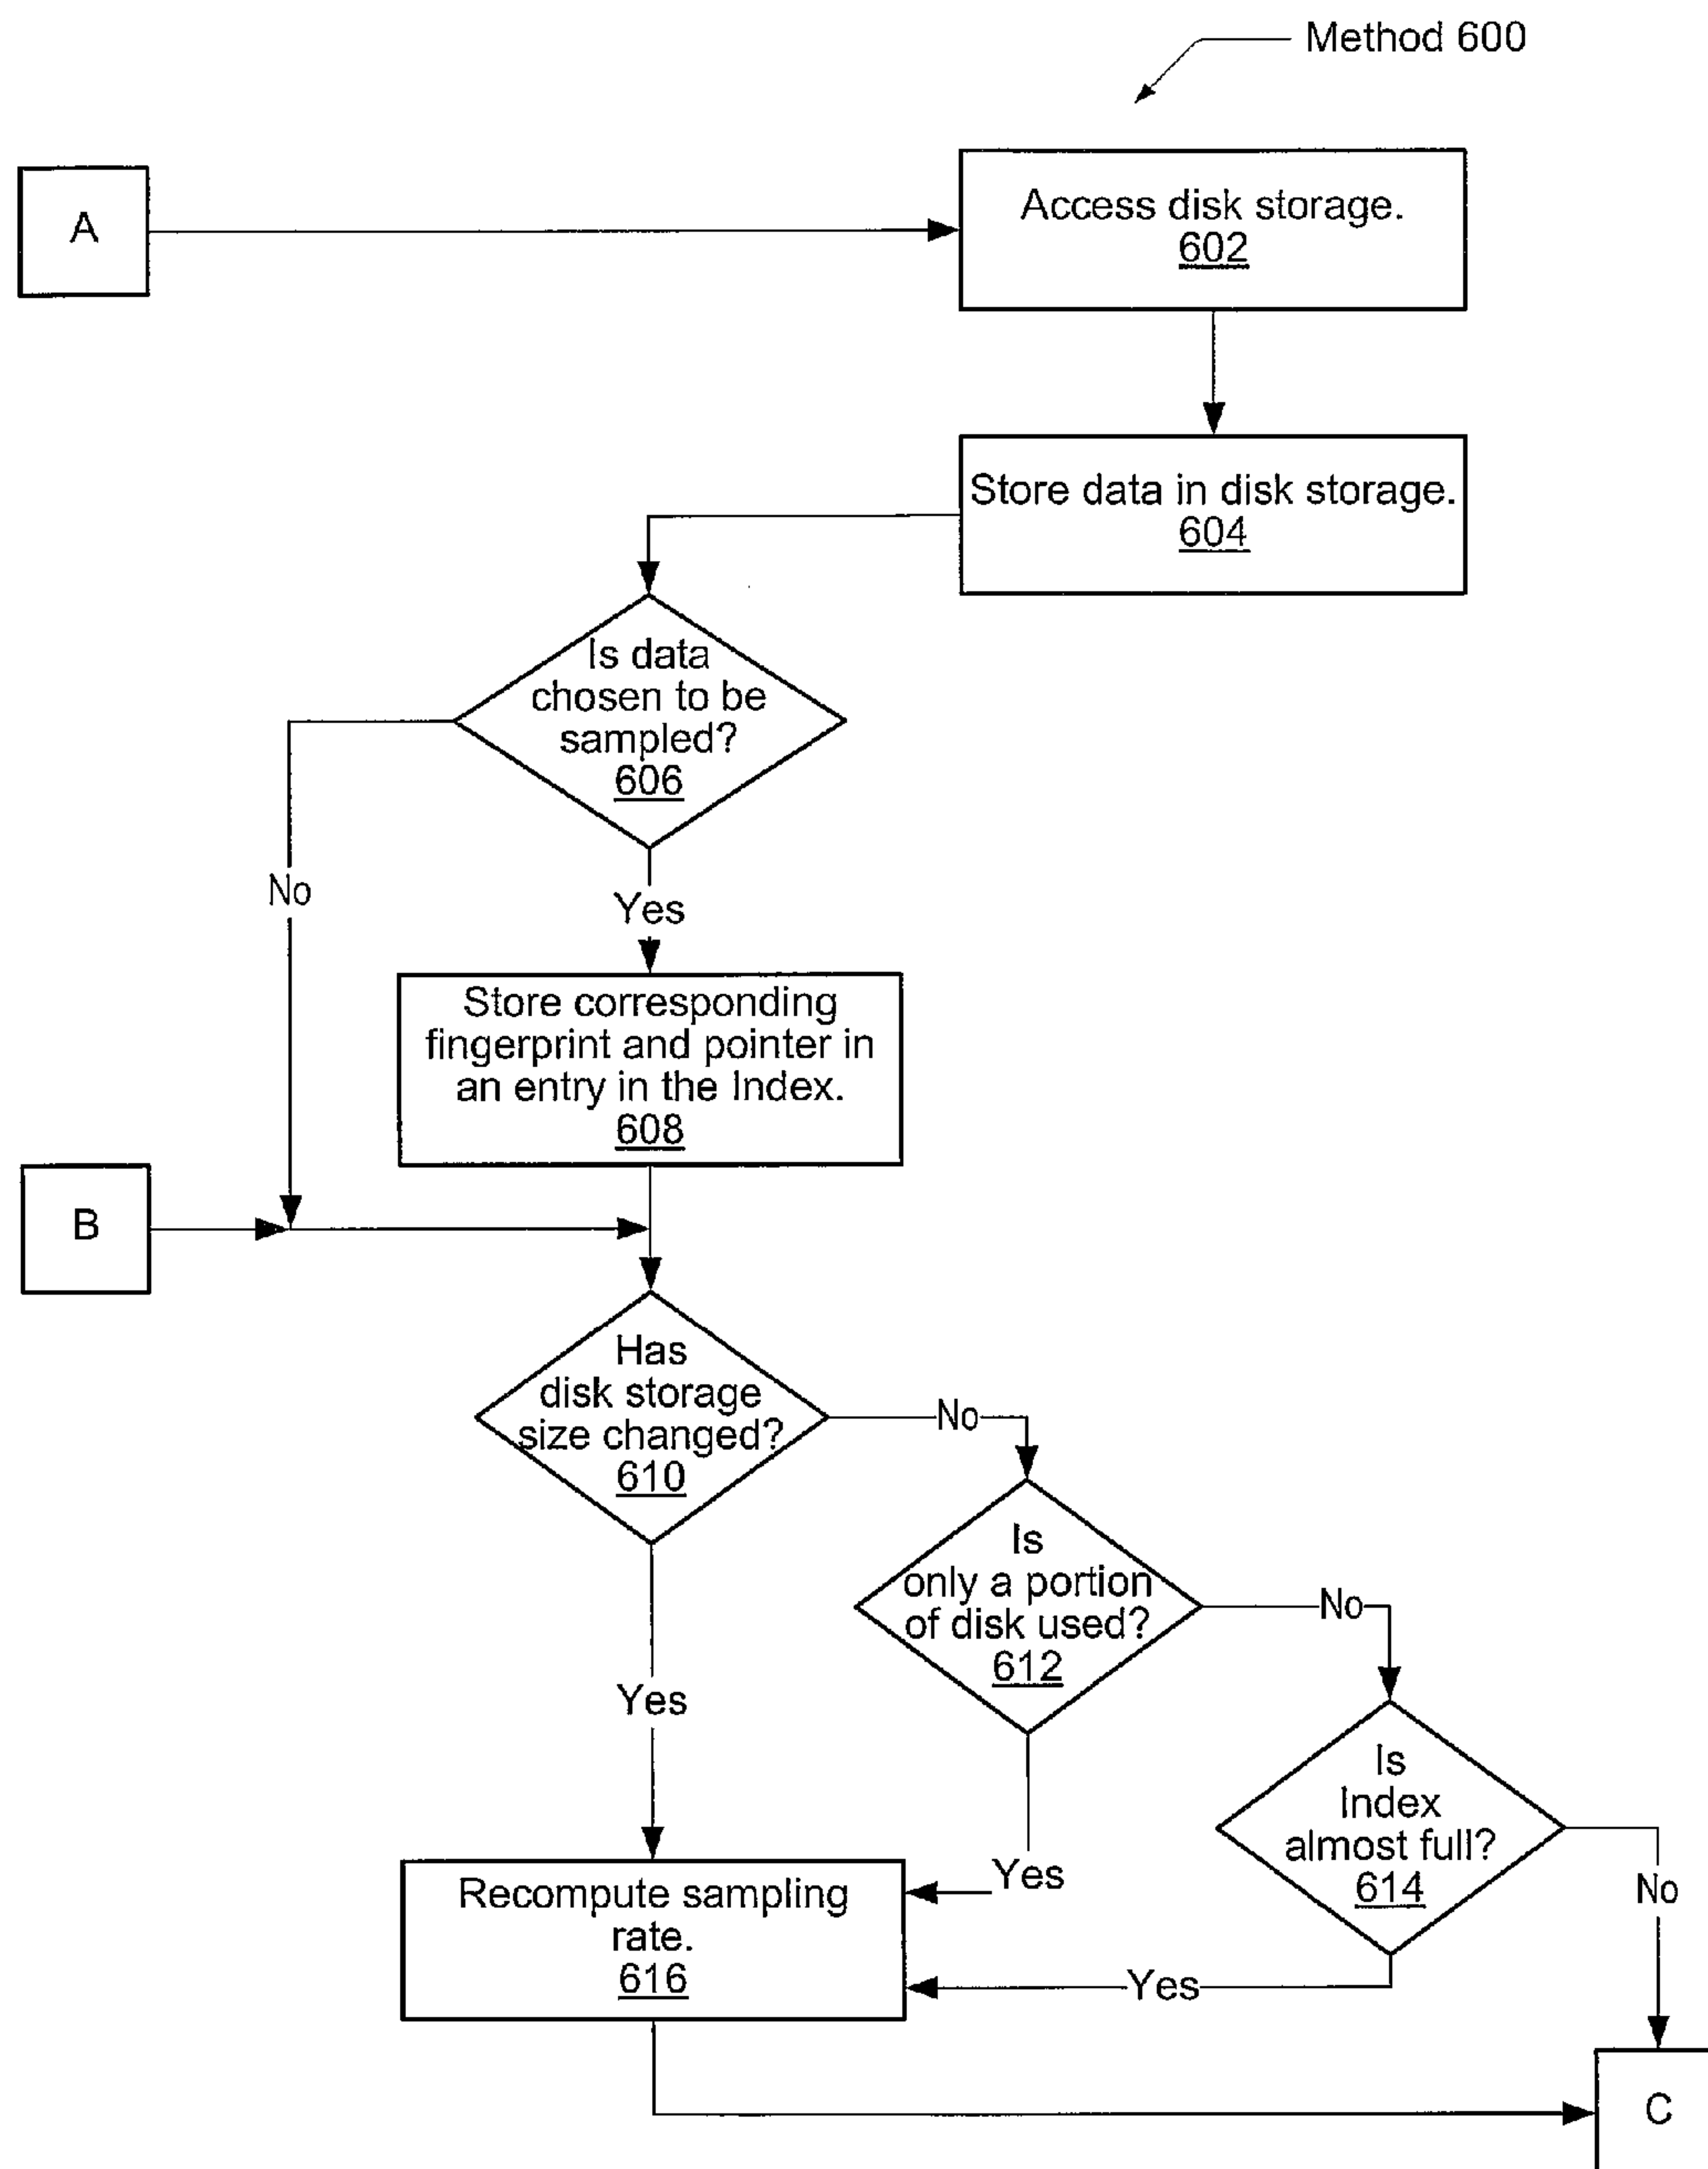 Method 600
A
Access disk storage.
602
Store data in disk storage.
604
Is data
chosen to be
sampled?
606
No
Yes
Store corresponding
fingerprint and pointer in
an entry in the Index.
608
B
Has
disk storage
size changed?
610
No
Is
only a portion
of disk used?
612
No
Yes
Is
Index
almost full?
614
Yes
No
Recompute sampling
rate.
616
Yes
C